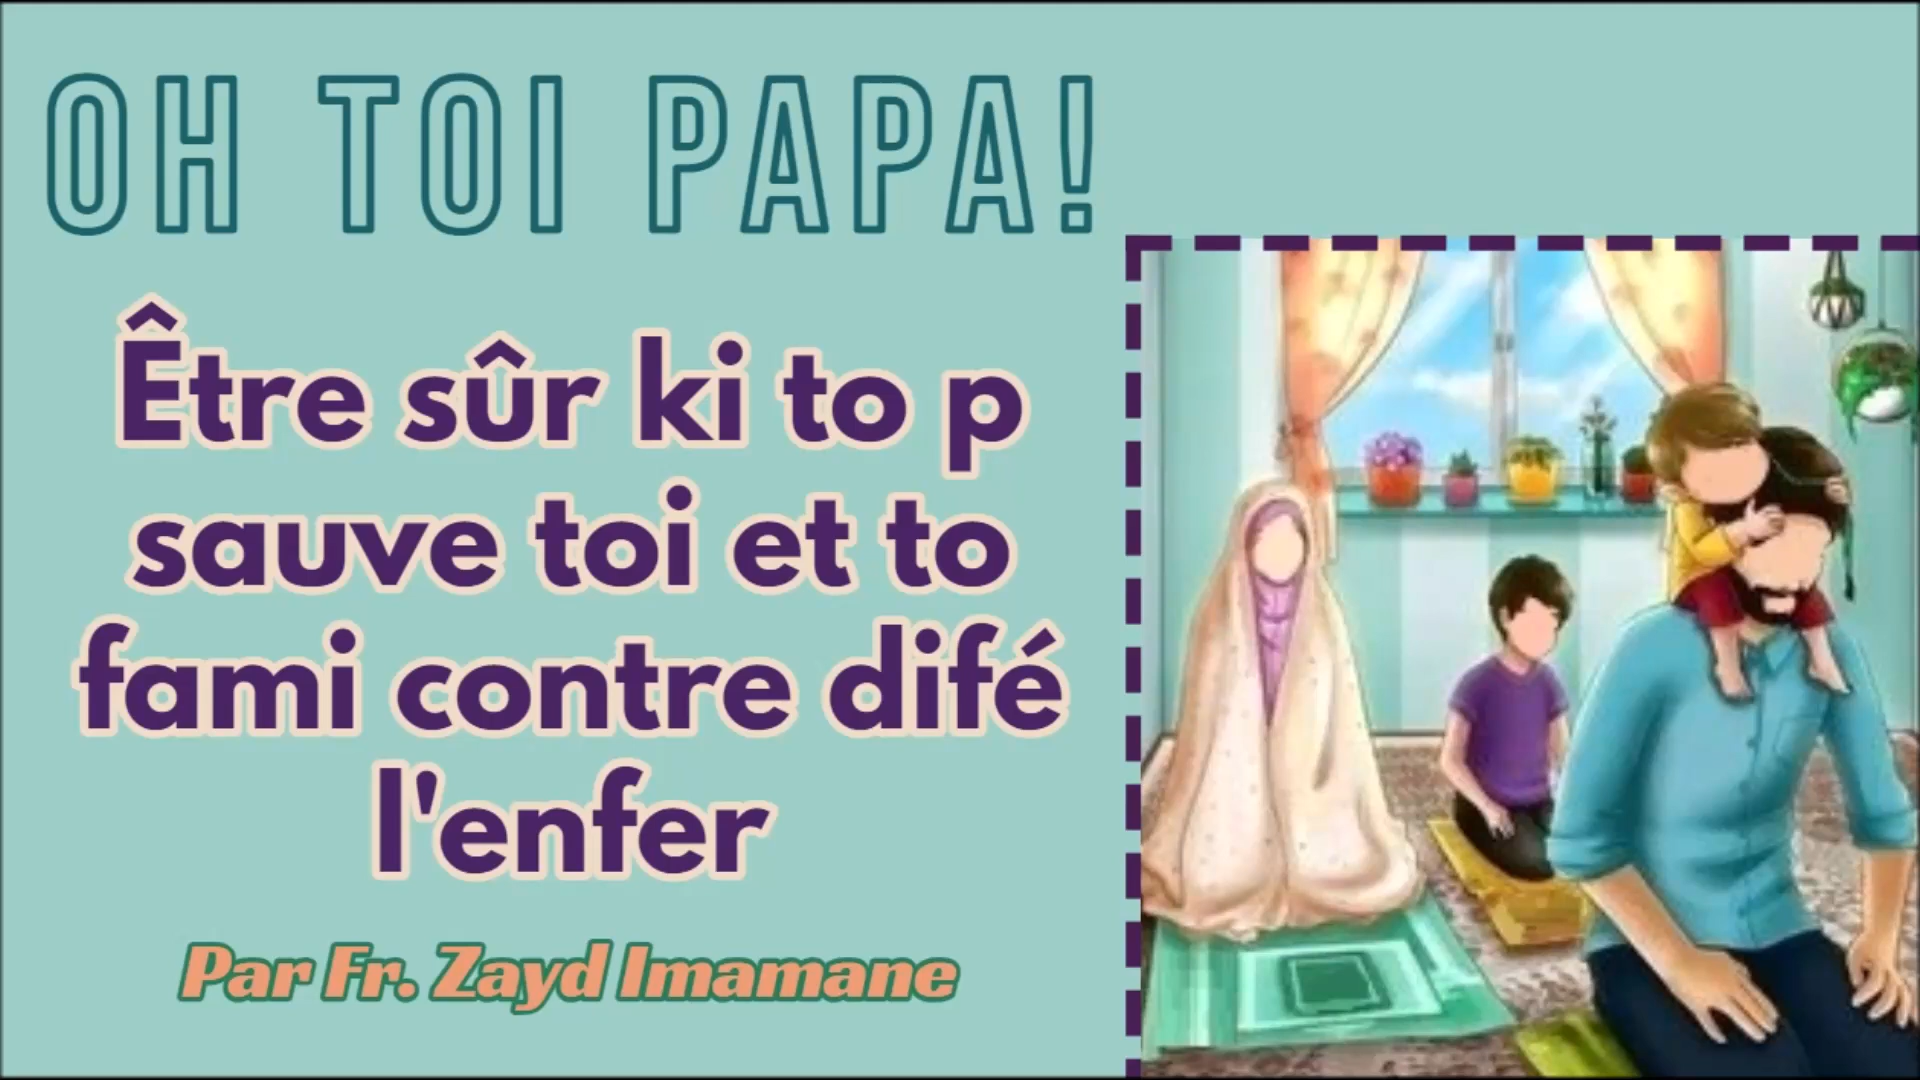 OH TOI PAPA!
Être sûr ki to p
sauve toi et to
fami contre difé
l'enfer
Par Fr. Zayd Imamane